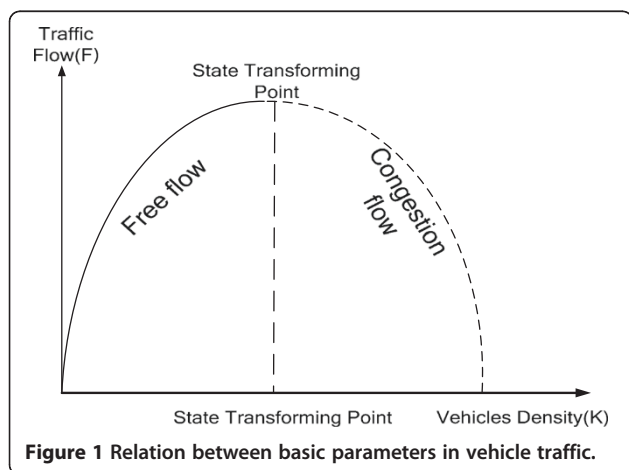 Traffic
Flow(F)
State Transforming
Point
Free flow
Congestion
flow
State Transforming Point
Vehicles Density(K)
Figure 1 Relation between basic parameters in vehicle traffic.